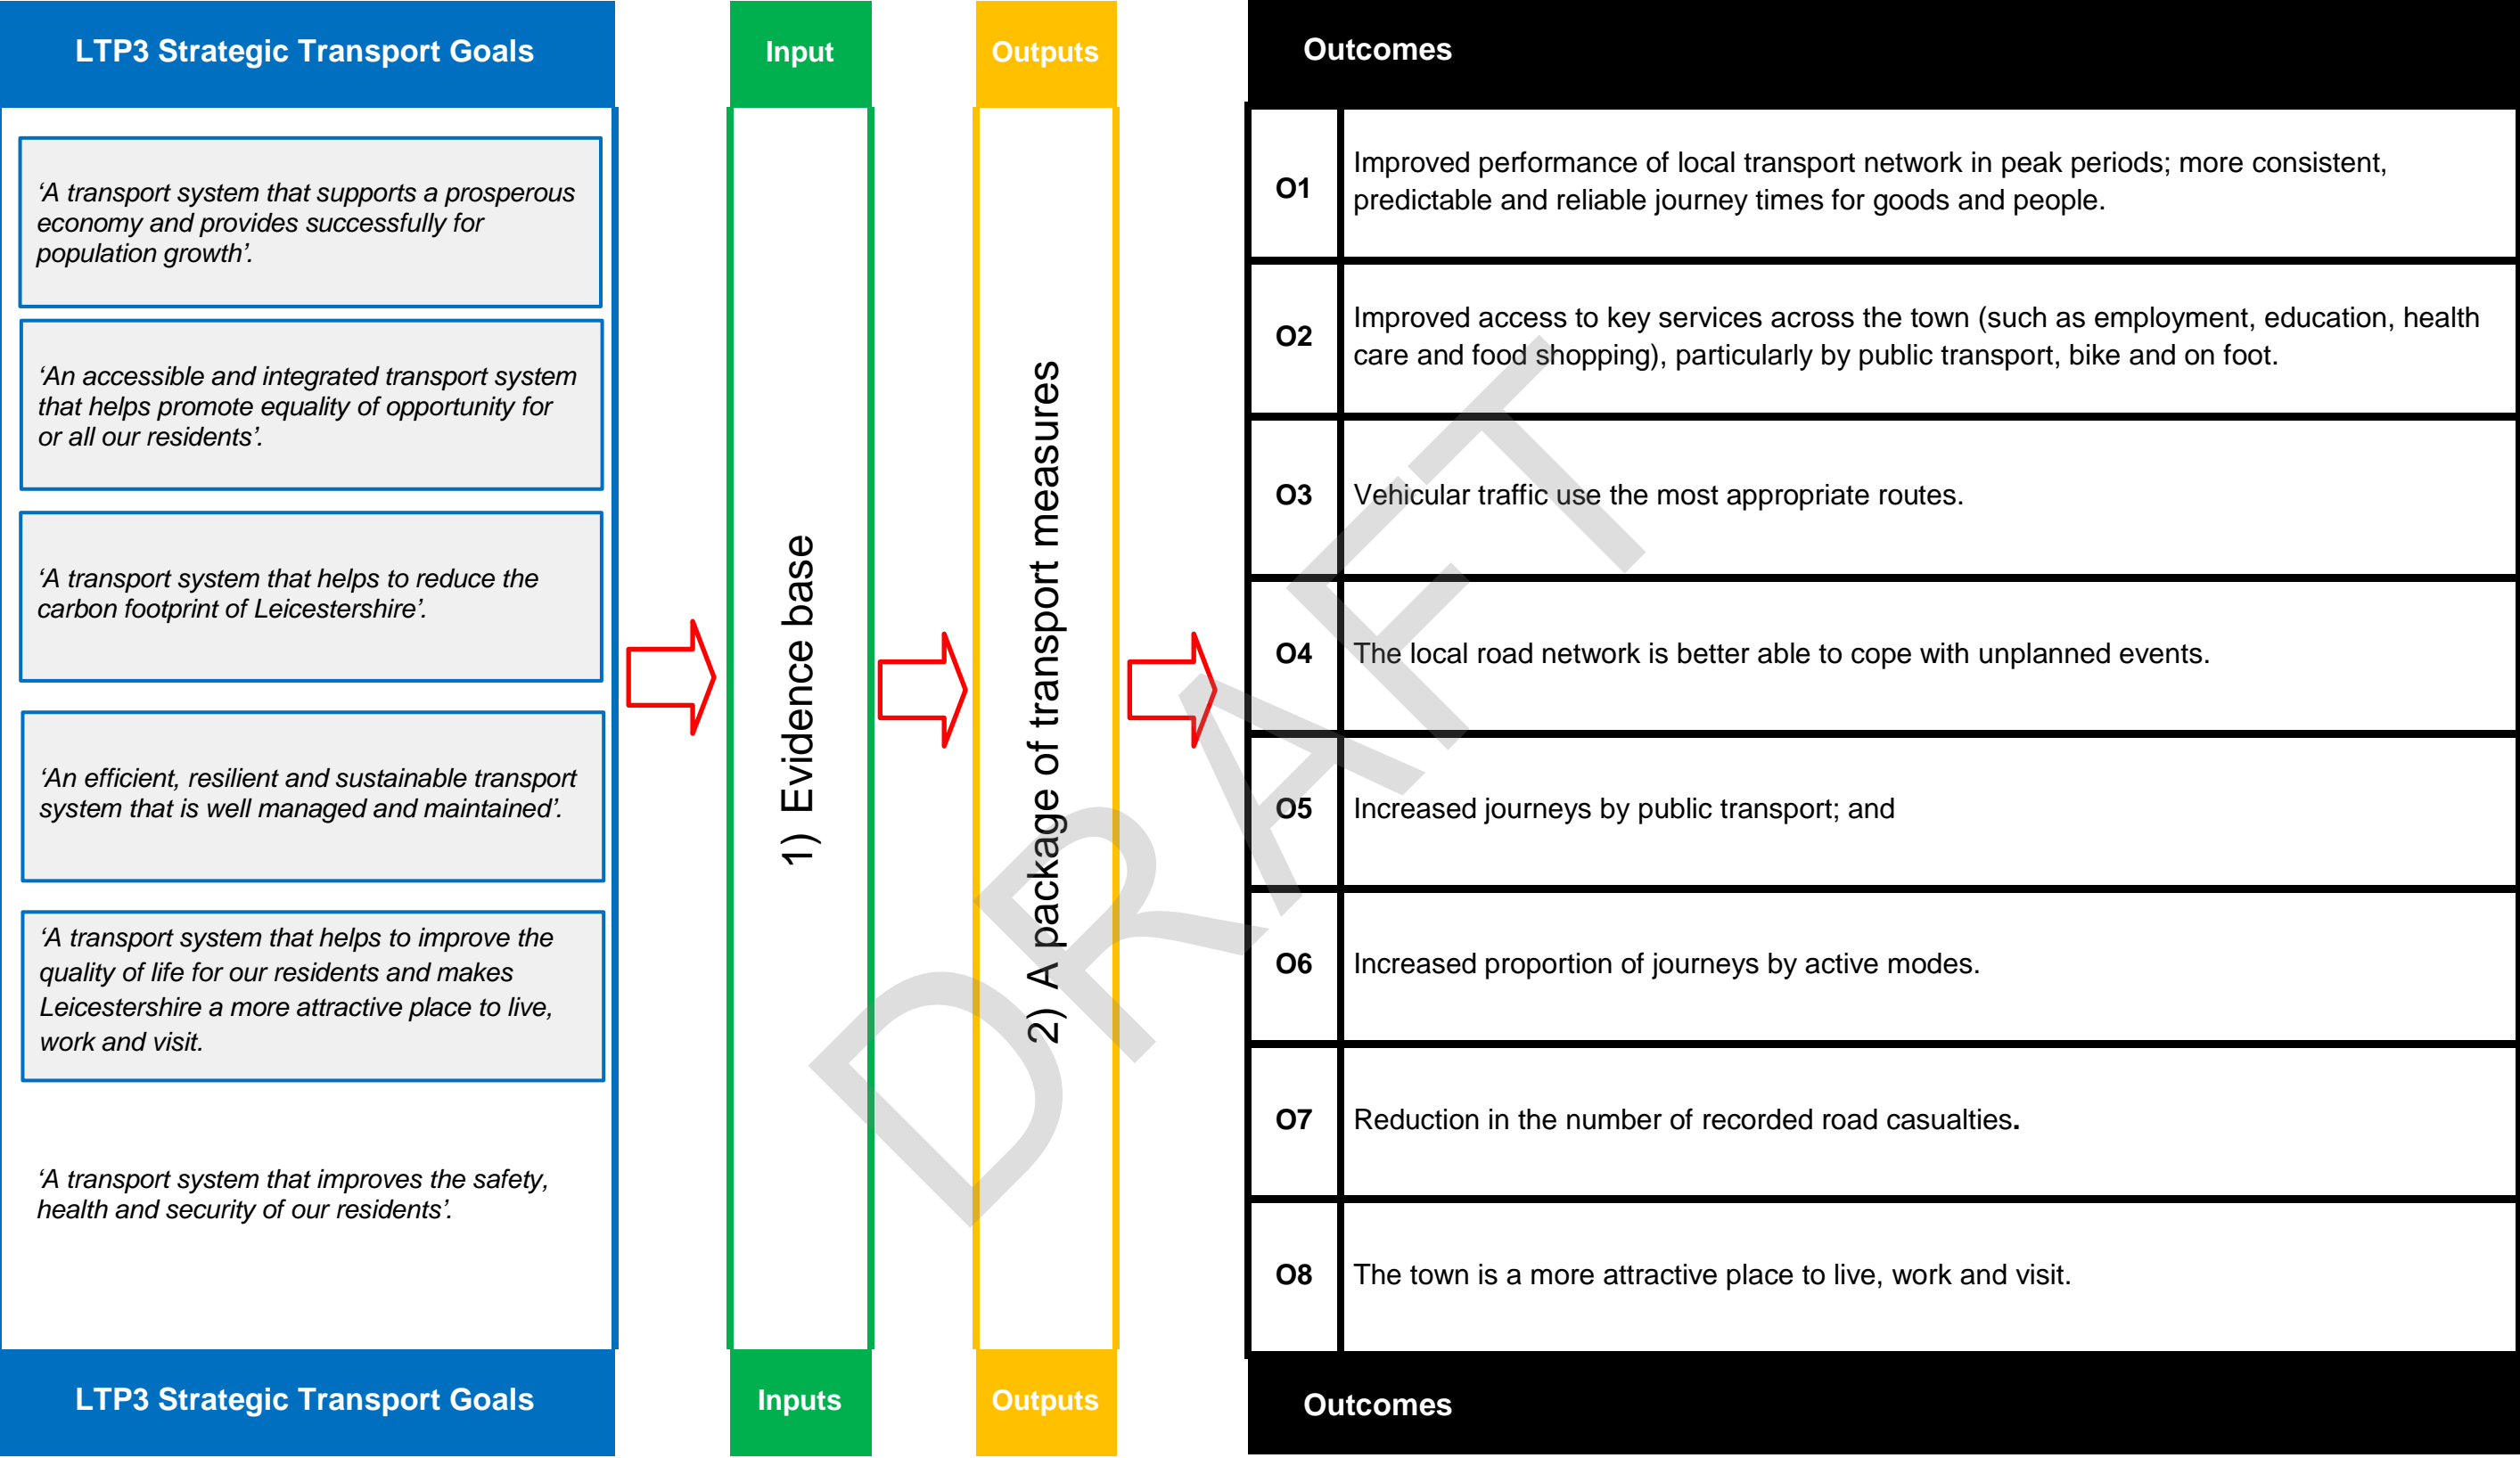 LTP3 Strategic Transport Goals
Input
Outputs
Outcomes
‘A transport system that supports a prosperous
economy and provides successfully for
population growth’.
‘An accessible and integrated transport system
that helps promote equality of opportunity for
or all our residents’.
‘A transport system that helps to reduce the
carbon footprint of Leicestershire’.
‘An efficient, resilient and sustainable transport
system that is well managed and maintained’.
‘A transport system that helps to improve the
quality of life for our residents and makes
Leicestershire a more attractive place to live,
work and visit.
‘A transport system that improves the safety,
health and security of our residents’.
1) Evidence base
2) A package of transport measures
O1
Improved performance of local transport network in peak periods; more consistent,
predictable and reliable journey times for goods and people.
O2
Improved access to key services across the town (such as employment, education, health
care and food shopping), particularly by public transport, bike and on foot.
O3
Vehicular traffic use the most appropriate routes.
O4
The local road network is better able to cope with unplanned events.
O5
Increased journeys by public transport; and
O6
Increased proportion of journeys by active modes.
O7
Reduction in the number of recorded road casualties.
O8
The town is a more attractive place to live, work and visit.
LTP3 Strategic Transport Goals
Inputs
Outputs
Outcomes
DRAFT